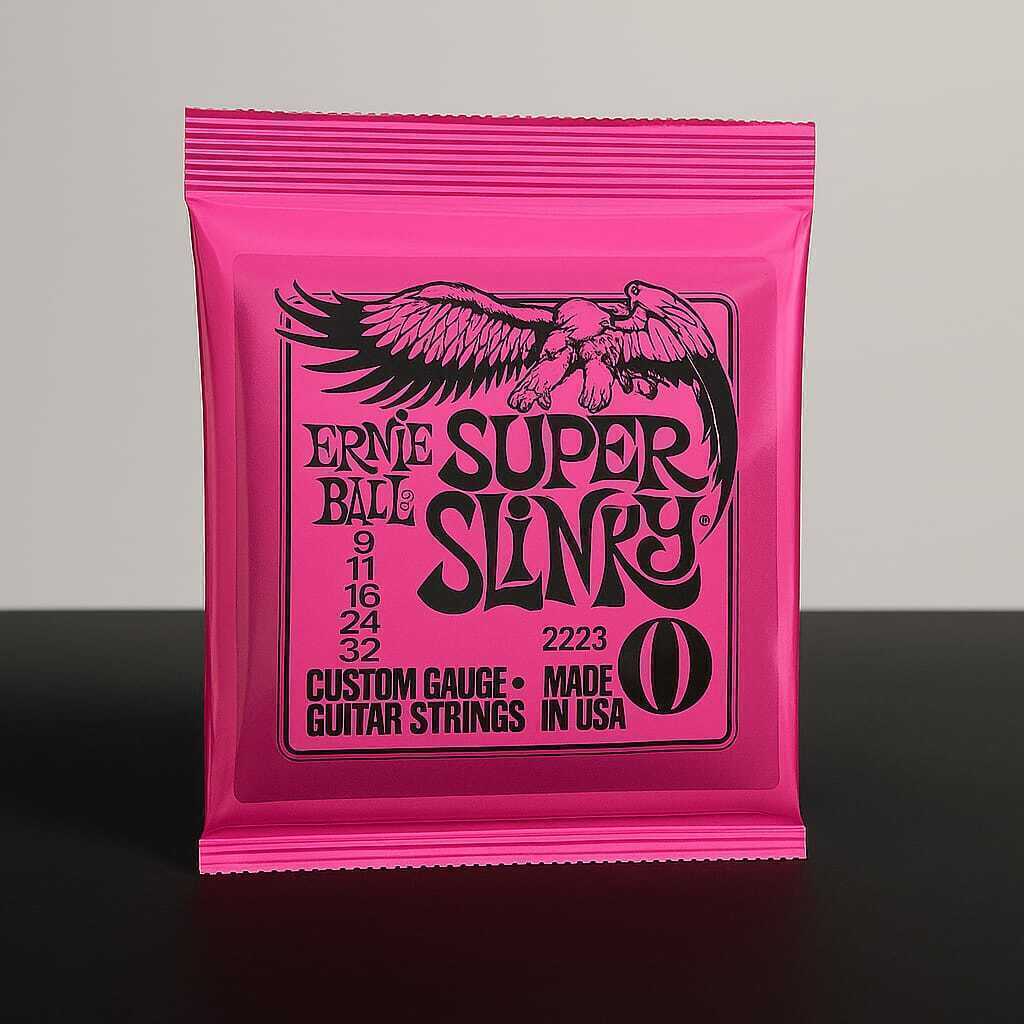 ERNiE
BALL
SUPER
SLiNKY®
9
11
16
24
32
2223
CUSTOM GAUGE •
GUITAR STRINGS
MADE
IN USA